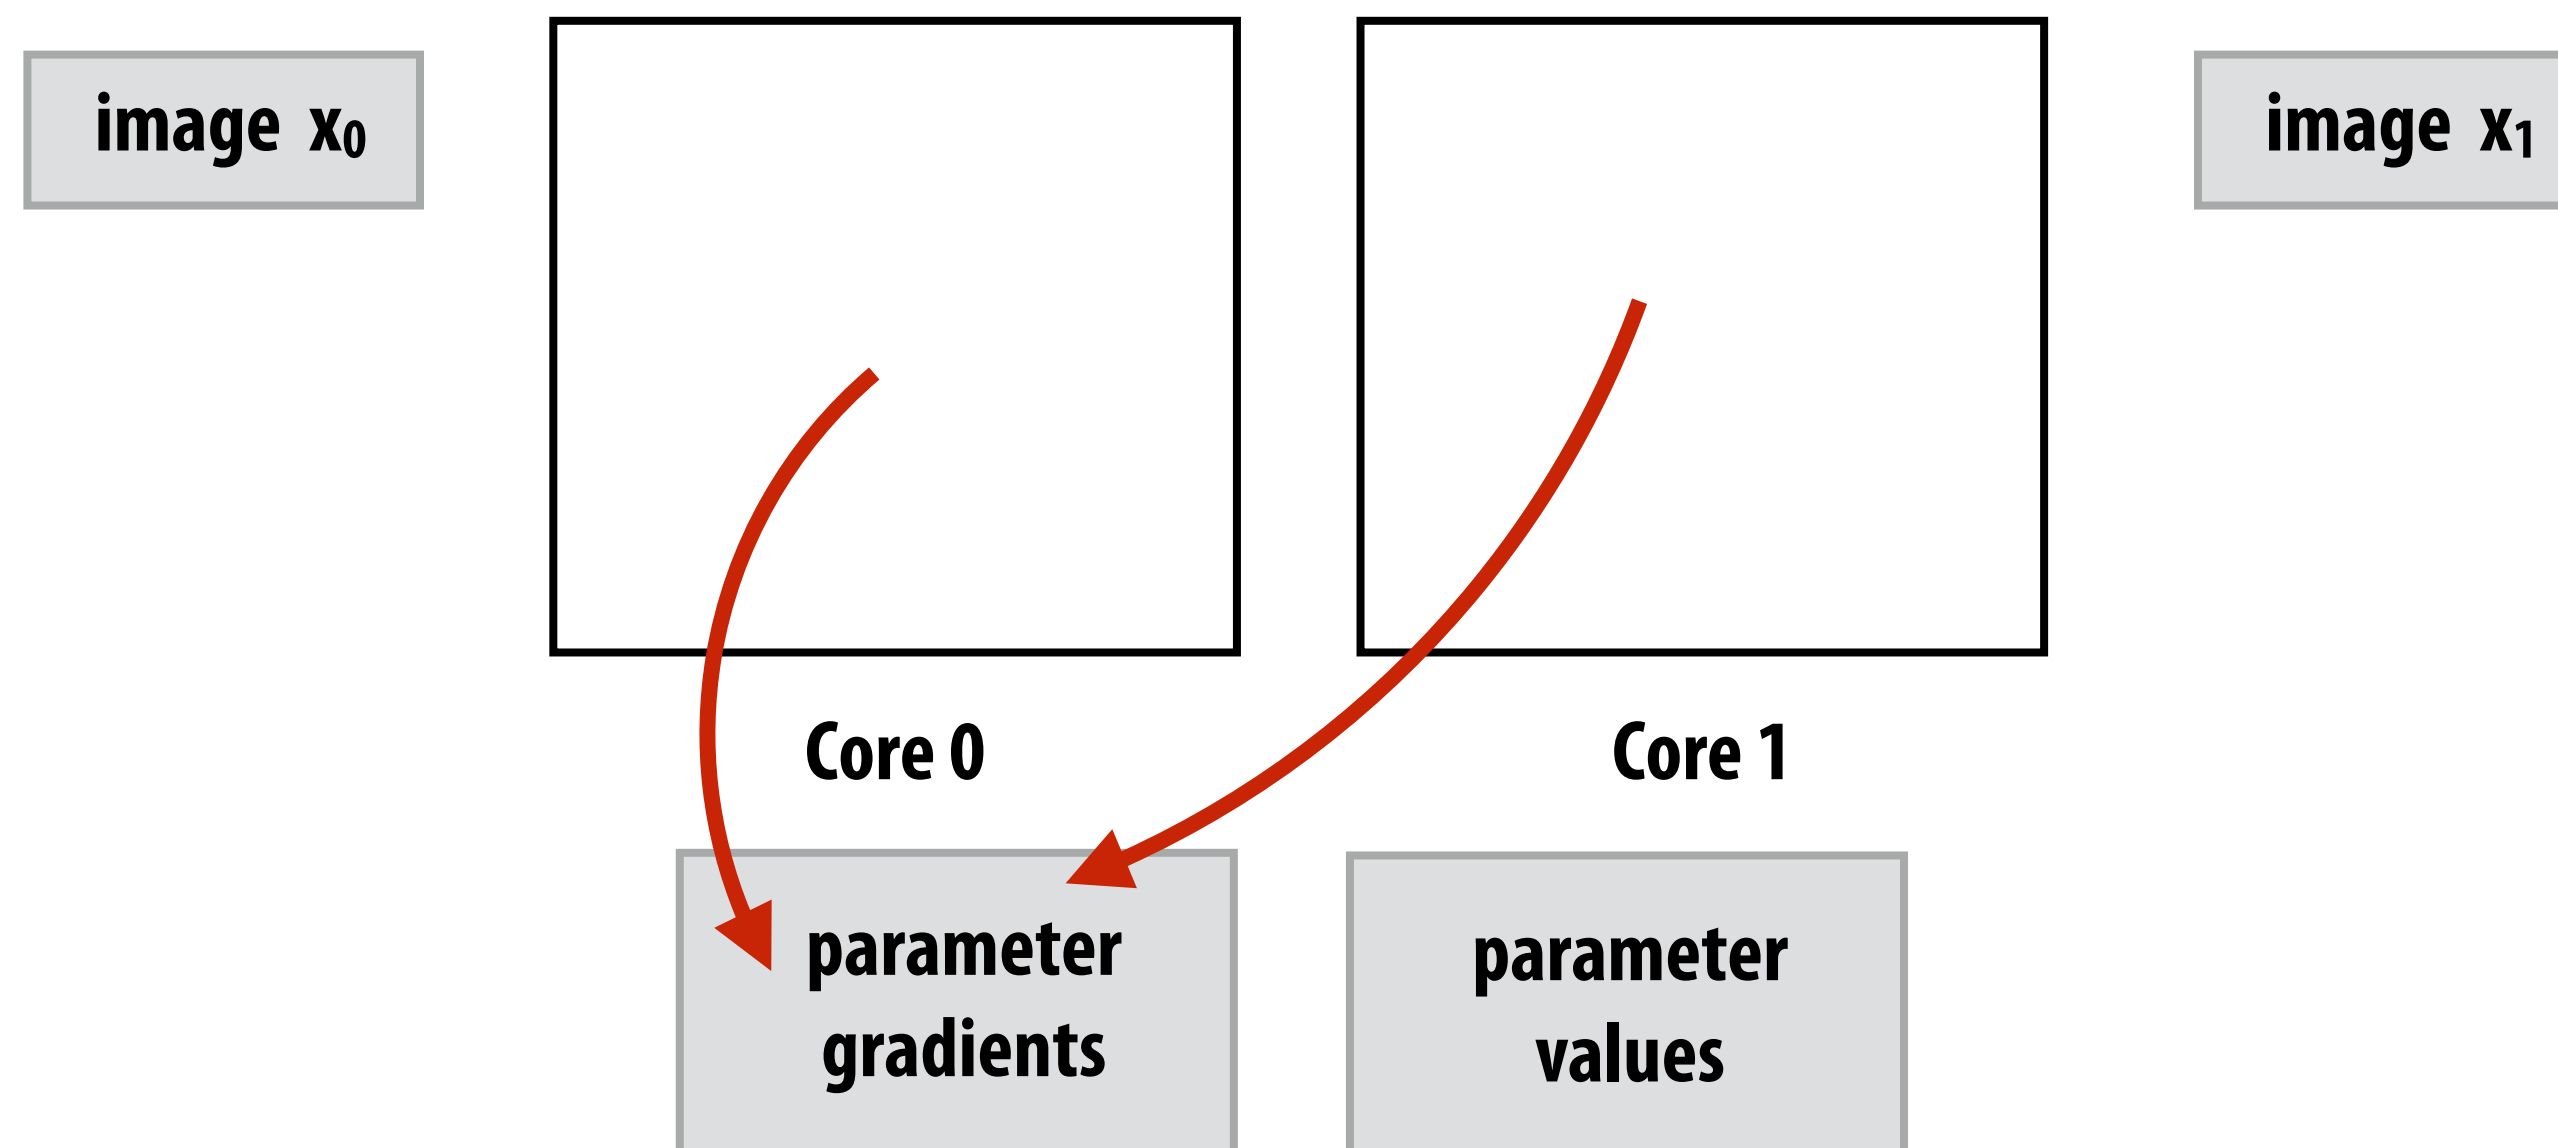 image x₀
image x₁
Core 0
Core 1
parameter
gradients
parameter
values